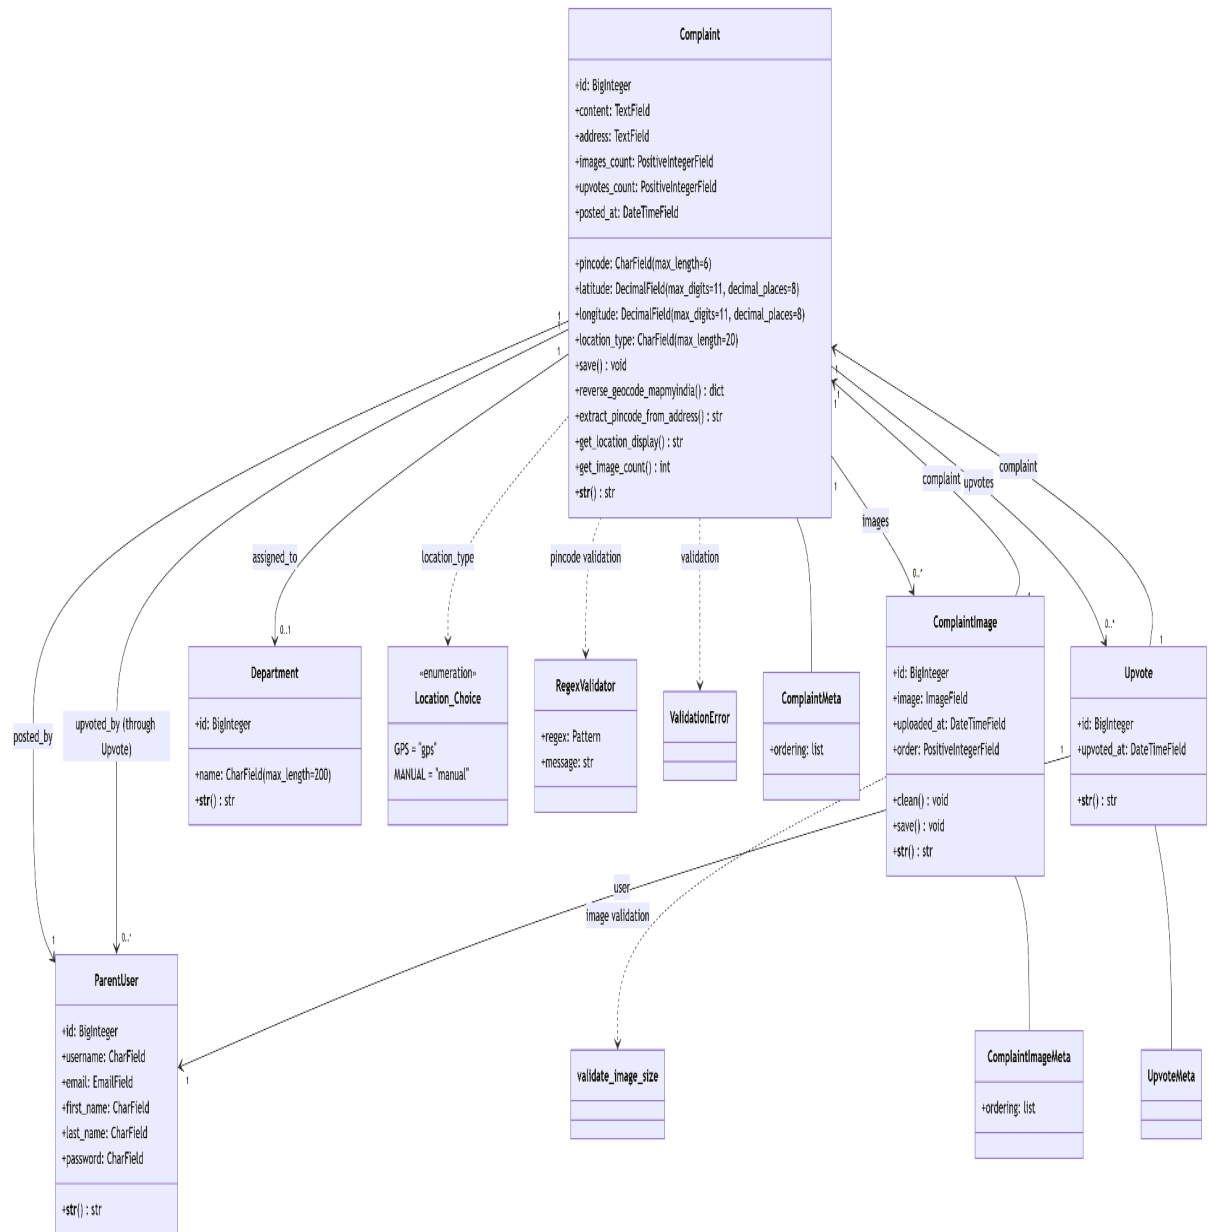 Complaint
+id: BigInteger
+content: TextField
+address: TextField
+images_count: PositiveIntegerField
+upvotes_count: PositiveIntegerField
+posted_at: DateTimeField
+pincode: CharField(max_length=6)
+latitude: DecimalField(max_digits=11, decimal_places=8)
+longitude: DecimalField(max_digits=11, decimal_places=8)
+location_type: CharField(max_length=20)
+save() : void
+reverse_geocode_mapmyindia() : dict
+extract_pincode_from_address() : str
+get_location_display() : str
+get_image_count() : int
+str() : str
1
1
1
1
1
1
1
complaint
complaint
upvotes
images
assigned_to
location_type
pincode validation
validation
0..1
0..*
1
0..*
1
Department
+id: BigInteger
+name: CharField(max_length=200)
+str() : str
«enumeration»
Location_Choice
GPS = "gps"
MANUAL = "manual"
RegexValidator
+regex: Pattern
+message: str
ValidationError
ComplaintMeta
+ordering: list
ComplaintImage
+id: BigInteger
+image: ImageField
+uploaded_at: DateTimeField
+order: PositiveIntegerField
+clean() : void
+save() : void
+str() : str
Upvote
+id: BigInteger
+upvoted_at: DateTimeField
+str() : str
1
posted_by
upvoted_by (through
Upvote)
user
image validation
1
0..*
1
ParentUser
+id: BigInteger
+username: CharField
+email: EmailField
+first_name: CharField
+last_name: CharField
+password: CharField
+str() : str
validate_image_size
ComplaintImageMeta
+ordering: list
UpvoteMeta